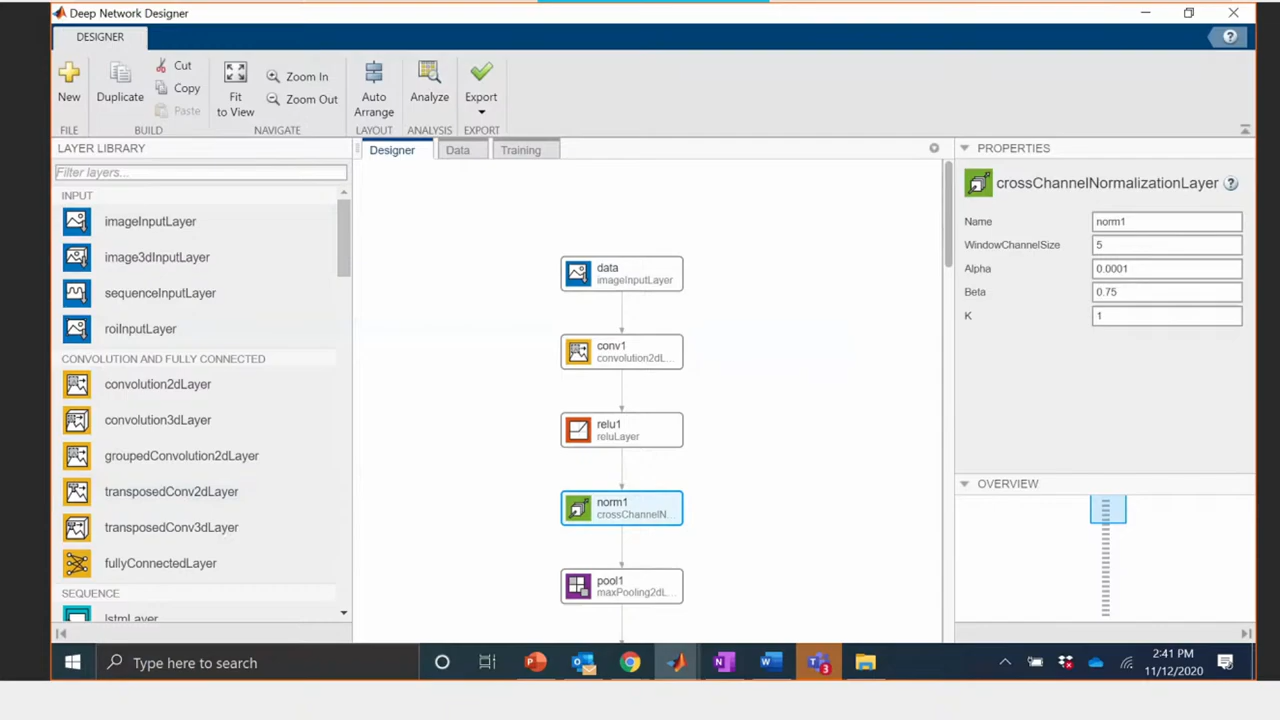 Deep Network Designer
DESIGNER
New
Duplicate
Cut
Copy
Paste
Fit
to View
Zoom In
Zoom Out
Auto
Arrange
Analyze
Export
FILE
BUILD
NAVIGATE
LAYOUT
ANALYSIS
EXPORT
LAYER LIBRARY
Filter layers...
INPUT
imageInputLayer
image3dInputLayer
sequenceInputLayer
roiInputLayer
CONVOLUTION AND FULLY CONNECTED
convolution2dLayer
convolution3dLayer
groupedConvolution2dLayer
transposedConv2dLayer
transposedConv3dLayer
fullyConnectedLayer
SEQUENCE
lstmLayer
Designer
Data
Training
data
imageInputLayer
conv1
convolution2dL...
relu1
reluLayer
norm1
crossChannelN...
pool1
maxPooling2dL...
PROPERTIES
crossChannelNormalizationLayer
Name norm1
WindowChannelSize 5
Alpha 0.0001
Beta 0.75
K 1
OVERVIEW
Type here to search
3
2:41 PM
11/12/2020